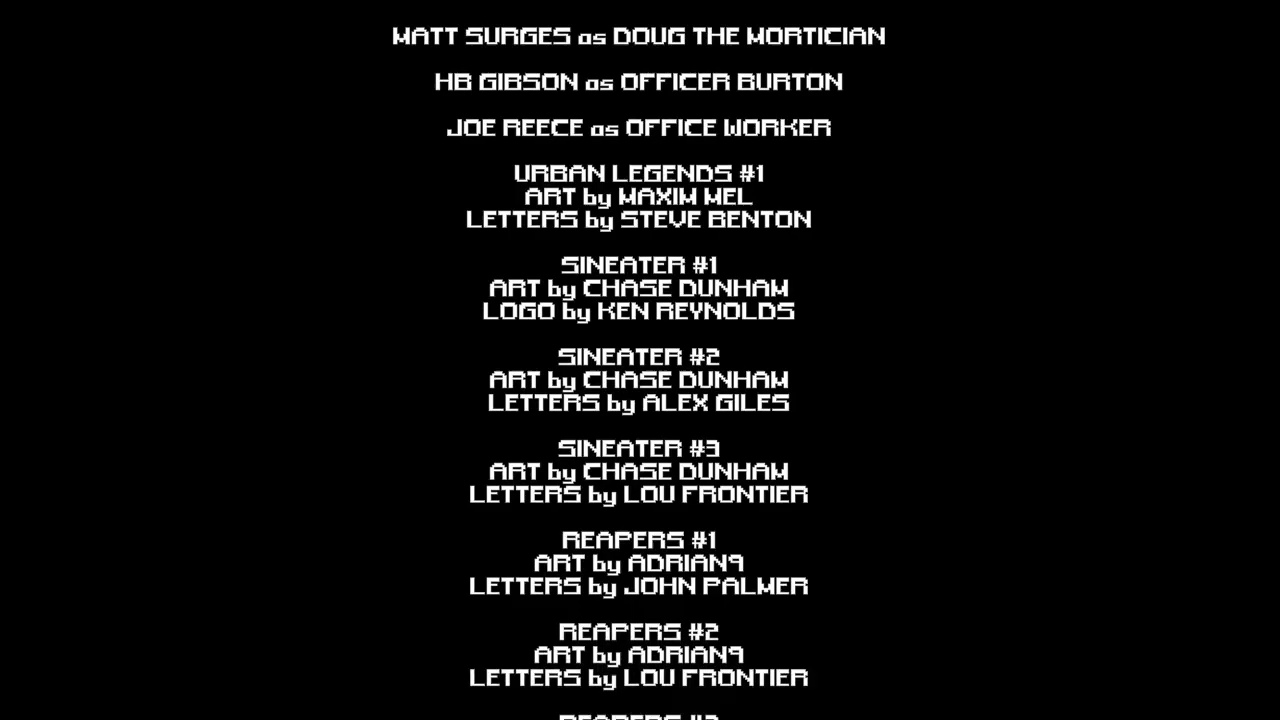 MATT SURGES as DOUG THE MORTICIAN
HB GIBSON as OFFICER BURTON
JOE REECE as OFFICE WORKER
URBAN LEGENDS #1
ART by MAXIM MEL
LETTERS by STEVE BENTON
SINEATER #1
ART by CHASE DUNHAM
LOGO by KEN REYNOLDS
SINEATER #2
ART by CHASE DUNHAM
LETTERS by ALEX GILES
SINEATER #3
ART by CHASE DUNHAM
LETTERS by LOU FRONTIER
REAPERS #1
ART by ADRIAN9
LETTERS by JOHN PALMER
REAPERS #2
ART by ADRIAN9
LETTERS by LOU FRONTIER
REAPERS